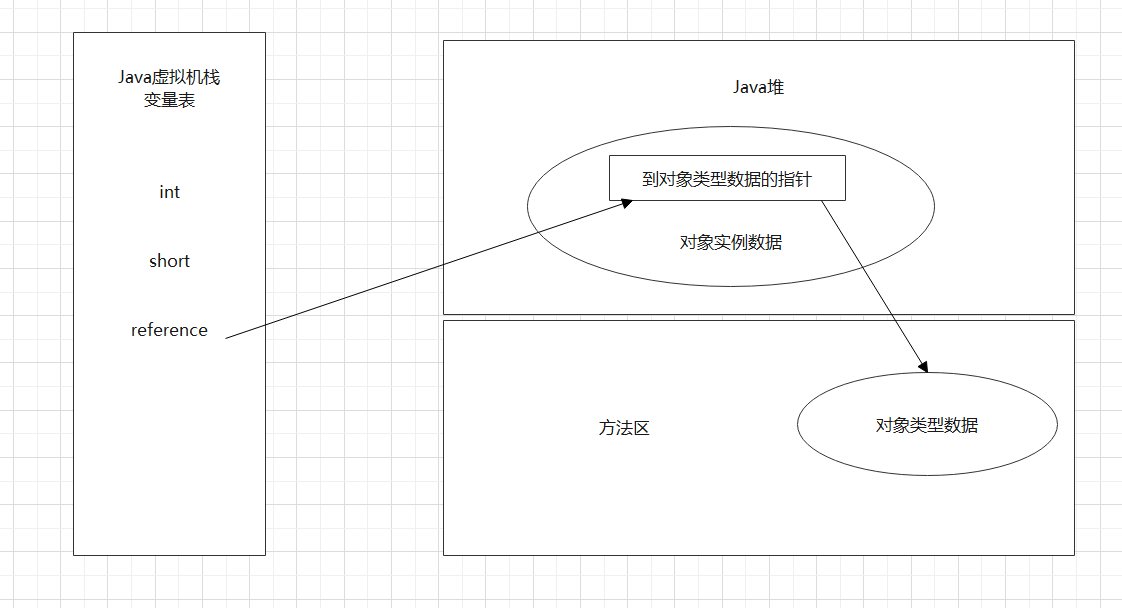 Java虚拟机栈
变量表
int
short
reference
Java堆
到对象类型数据的指针
对象实例数据
方法区
对象类型数据